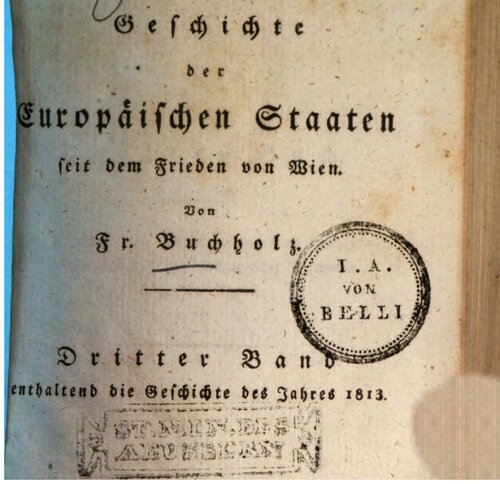 Geschichte
der
Europäischen Staaten
seit dem Frieden von Wien.
Von
Fr. Buchholz.
I. A.
VON
BELLI
Dritter Band
enthaltend die Geschichte des Jahres 1813.